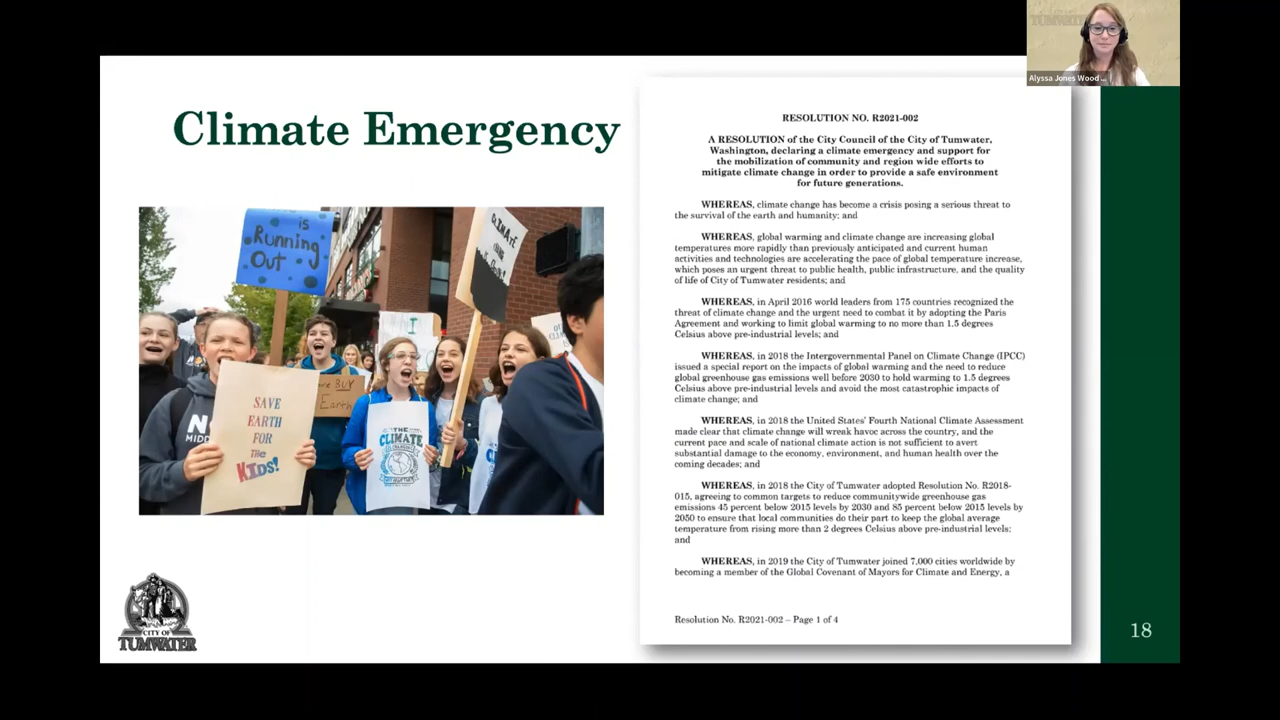 TUMWATER
Alyssa Jones Wood ...
Climate Emergency
is
Running
Out
CLIMATE
SAVE
EARTH
FOR
The
KIDS!
BUY
Earth
THE
CLIMATE
IS CHANGING
N
MIDD
CITY OF
TUMWATER
RESOLUTION NO. R2021-002
A RESOLUTION of the City Council of the City of Tumwater,
Washington, declaring a climate emergency and support for
the mobilization of community and region wide efforts to
mitigate climate change in order to provide a safe environment
for future generations.
WHEREAS, climate change has become a crisis posing a serious threat to
the survival of the earth and humanity; and
WHEREAS, global warming and climate change are increasing global
temperatures more rapidly than previously anticipated and current human
activities and technologies are accelerating the pace of global temperature increase,
which poses an urgent threat to public health, public infrastructure, and the quality
of life of City of Tumwater residents; and
WHEREAS, in April 2016 world leaders from 175 countries recognized the
threat of climate change and the urgent need to combat it by adopting the Paris
Agreement and working to limit global warming to no more than 1.5 degrees
Celsius above pre-industrial levels; and
WHEREAS, in 2018 the Intergovernmental Panel on Climate Change (IPCC)
issued a special report on the impacts of global warming and the need to reduce
global greenhouse gas emissions well before 2030 to hold warming to 1.5 degrees
Celsius above pre-industrial levels and avoid the most catastrophic impacts of
climate change; and
WHEREAS, in 2018 the United States' Fourth National Climate Assessment
made clear that climate change will wreak havoc across the country, and the
current pace and scale of national climate action is not sufficient to avert
substantial damage to the economy, environment, and human health over the
coming decades; and
WHEREAS, in 2018 the City of Tumwater adopted Resolution No. R2018-
015, agreeing to common targets to reduce communitywide greenhouse gas
emissions 45 percent below 2015 levels by 2030 and 85 percent below 2015 levels by
2050 to ensure that local communities do their part to keep the global average
temperature from rising more than 2 degrees Celsius above pre-industrial levels;
and
WHEREAS, in 2019 the City of Tumwater joined 7,000 cities worldwide by
becoming a member of the Global Covenant of Mayors for Climate and Energy, a
Resolution No. R2021-002 – Page 1 of 4
18